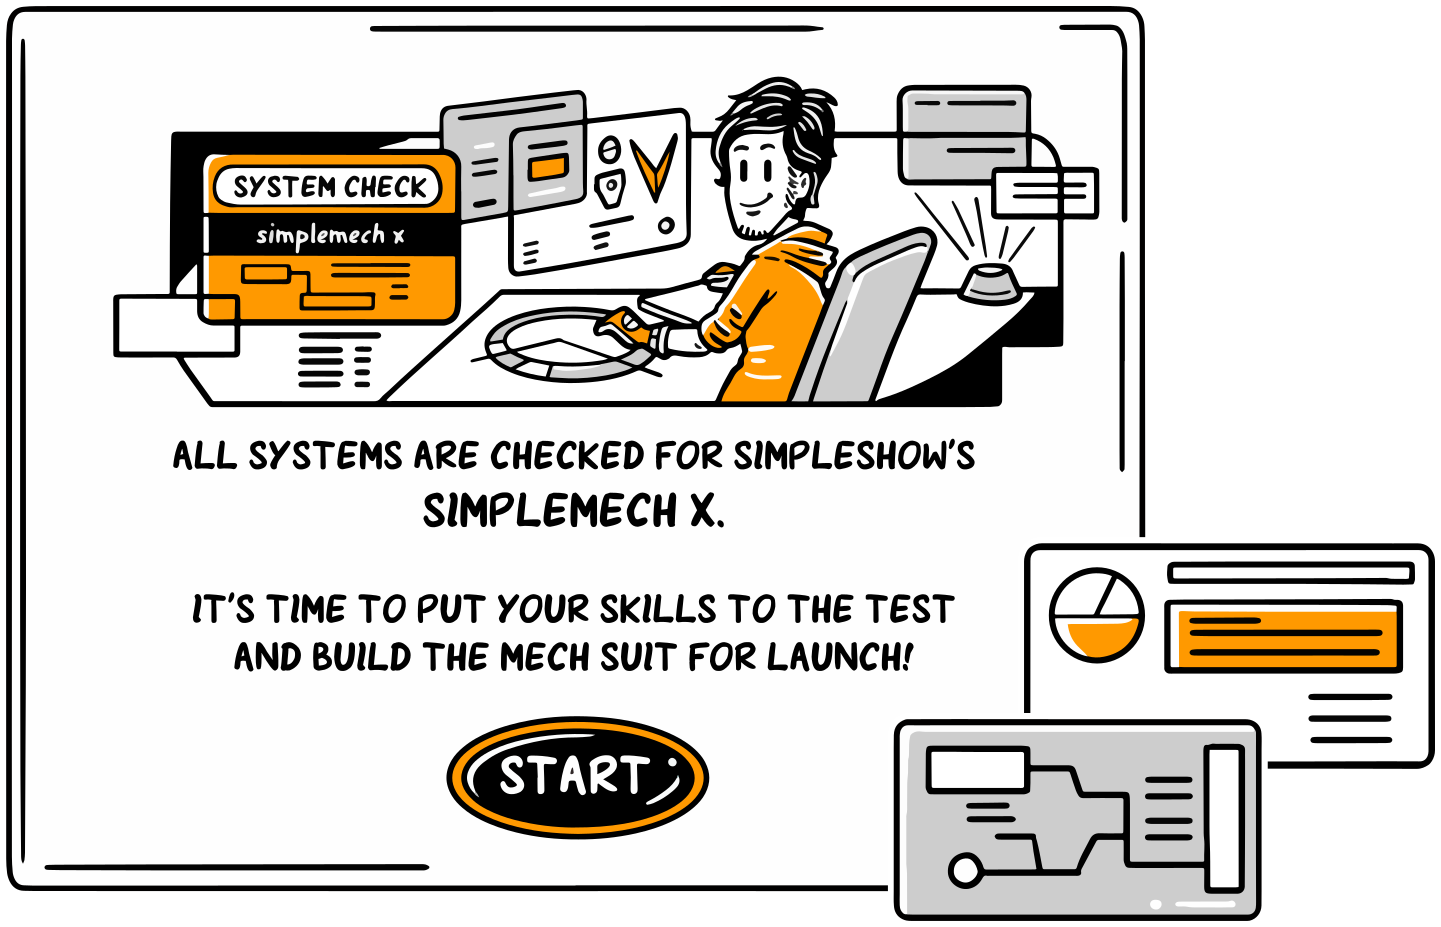 SYSTEM CHECK
simplemech x
ALL SYSTEMS ARE CHECKED FOR SIMPLESHOW'S
SIMPLEMECH X.
IT'S TIME TO PUT YOUR SKILLS TO THE TEST
AND BUILD THE MECH SUIT FOR LAUNCH!
START